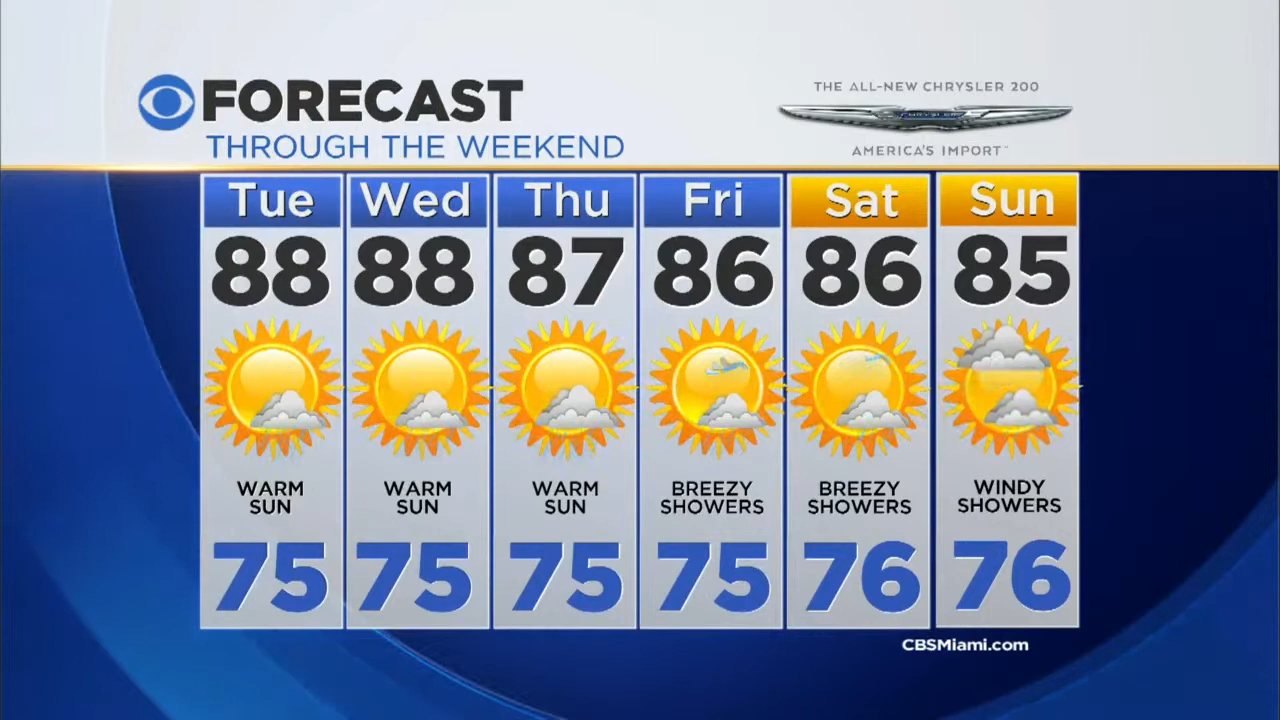 FORECAST
THROUGH THE WEEKEND
THE ALL-NEW CHRYSLER 200
CHRYSLER
AMERICA'S IMPORT™
Tue Wed Thu Fri Sat Sun
88 88 87 86 86 85
WARM WARM WARM BREEZY BREEZY WINDY
SUN SUN SUN SHOWERS SHOWERS SHOWERS
75 75 75 75 76 76
CBSMiami.com